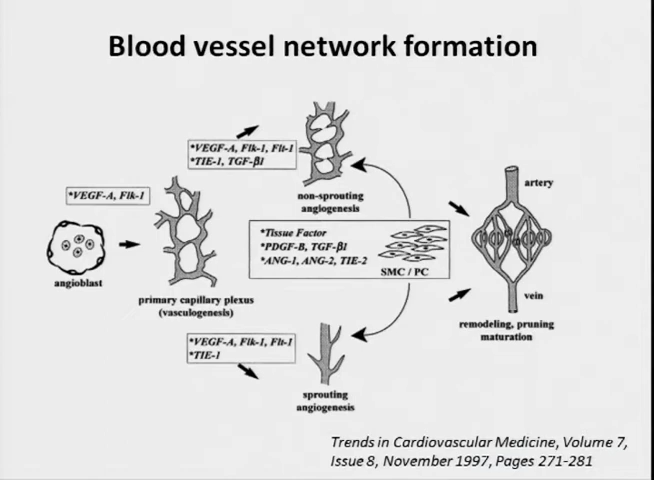 Blood vessel network formation
*VEGF-A, Flk-1, Flt-1
*TIE-1, TGF-β1
*VEGF-A, Flk-1
non-sprouting
angiogenesis
artery
*Tissue Factor
*PDGF-B, TGF-β1
*ANG-1, ANG-2, TIE-2
SMC / PC
angioblast
primary capillary plexus
(vasculogenesis)
vein
remodeling, pruning
maturation
*VEGF-A, Flk-1, Flt-1
*TIE-1
sprouting
angiogenesis
Trends in Cardiovascular Medicine, Volume 7,
Issue 8, November 1997, Pages 271-281